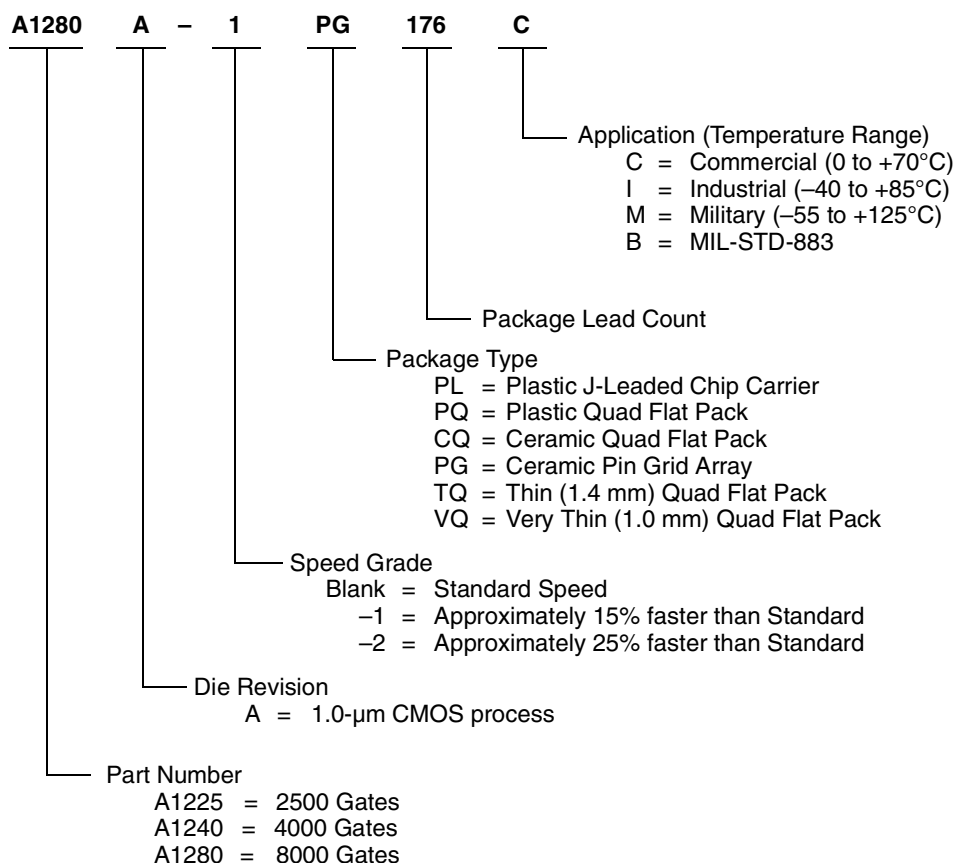 A1280 A – 1 PG 176 C
Application (Temperature Range)
C = Commercial (0 to +70°C)
I = Industrial (–40 to +85°C)
M = Military (–55 to +125°C)
B = MIL-STD-883
Package Lead Count
Package Type
PL = Plastic J-Leaded Chip Carrier
PQ = Plastic Quad Flat Pack
CQ = Ceramic Quad Flat Pack
PG = Ceramic Pin Grid Array
TQ = Thin (1.4 mm) Quad Flat Pack
VQ = Very Thin (1.0 mm) Quad Flat Pack
Speed Grade
Blank = Standard Speed
–1 = Approximately 15% faster than Standard
–2 = Approximately 25% faster than Standard
Die Revision
A = 1.0-µm CMOS process
Part Number
A1225 = 2500 Gates
A1240 = 4000 Gates
A1280 = 8000 Gates